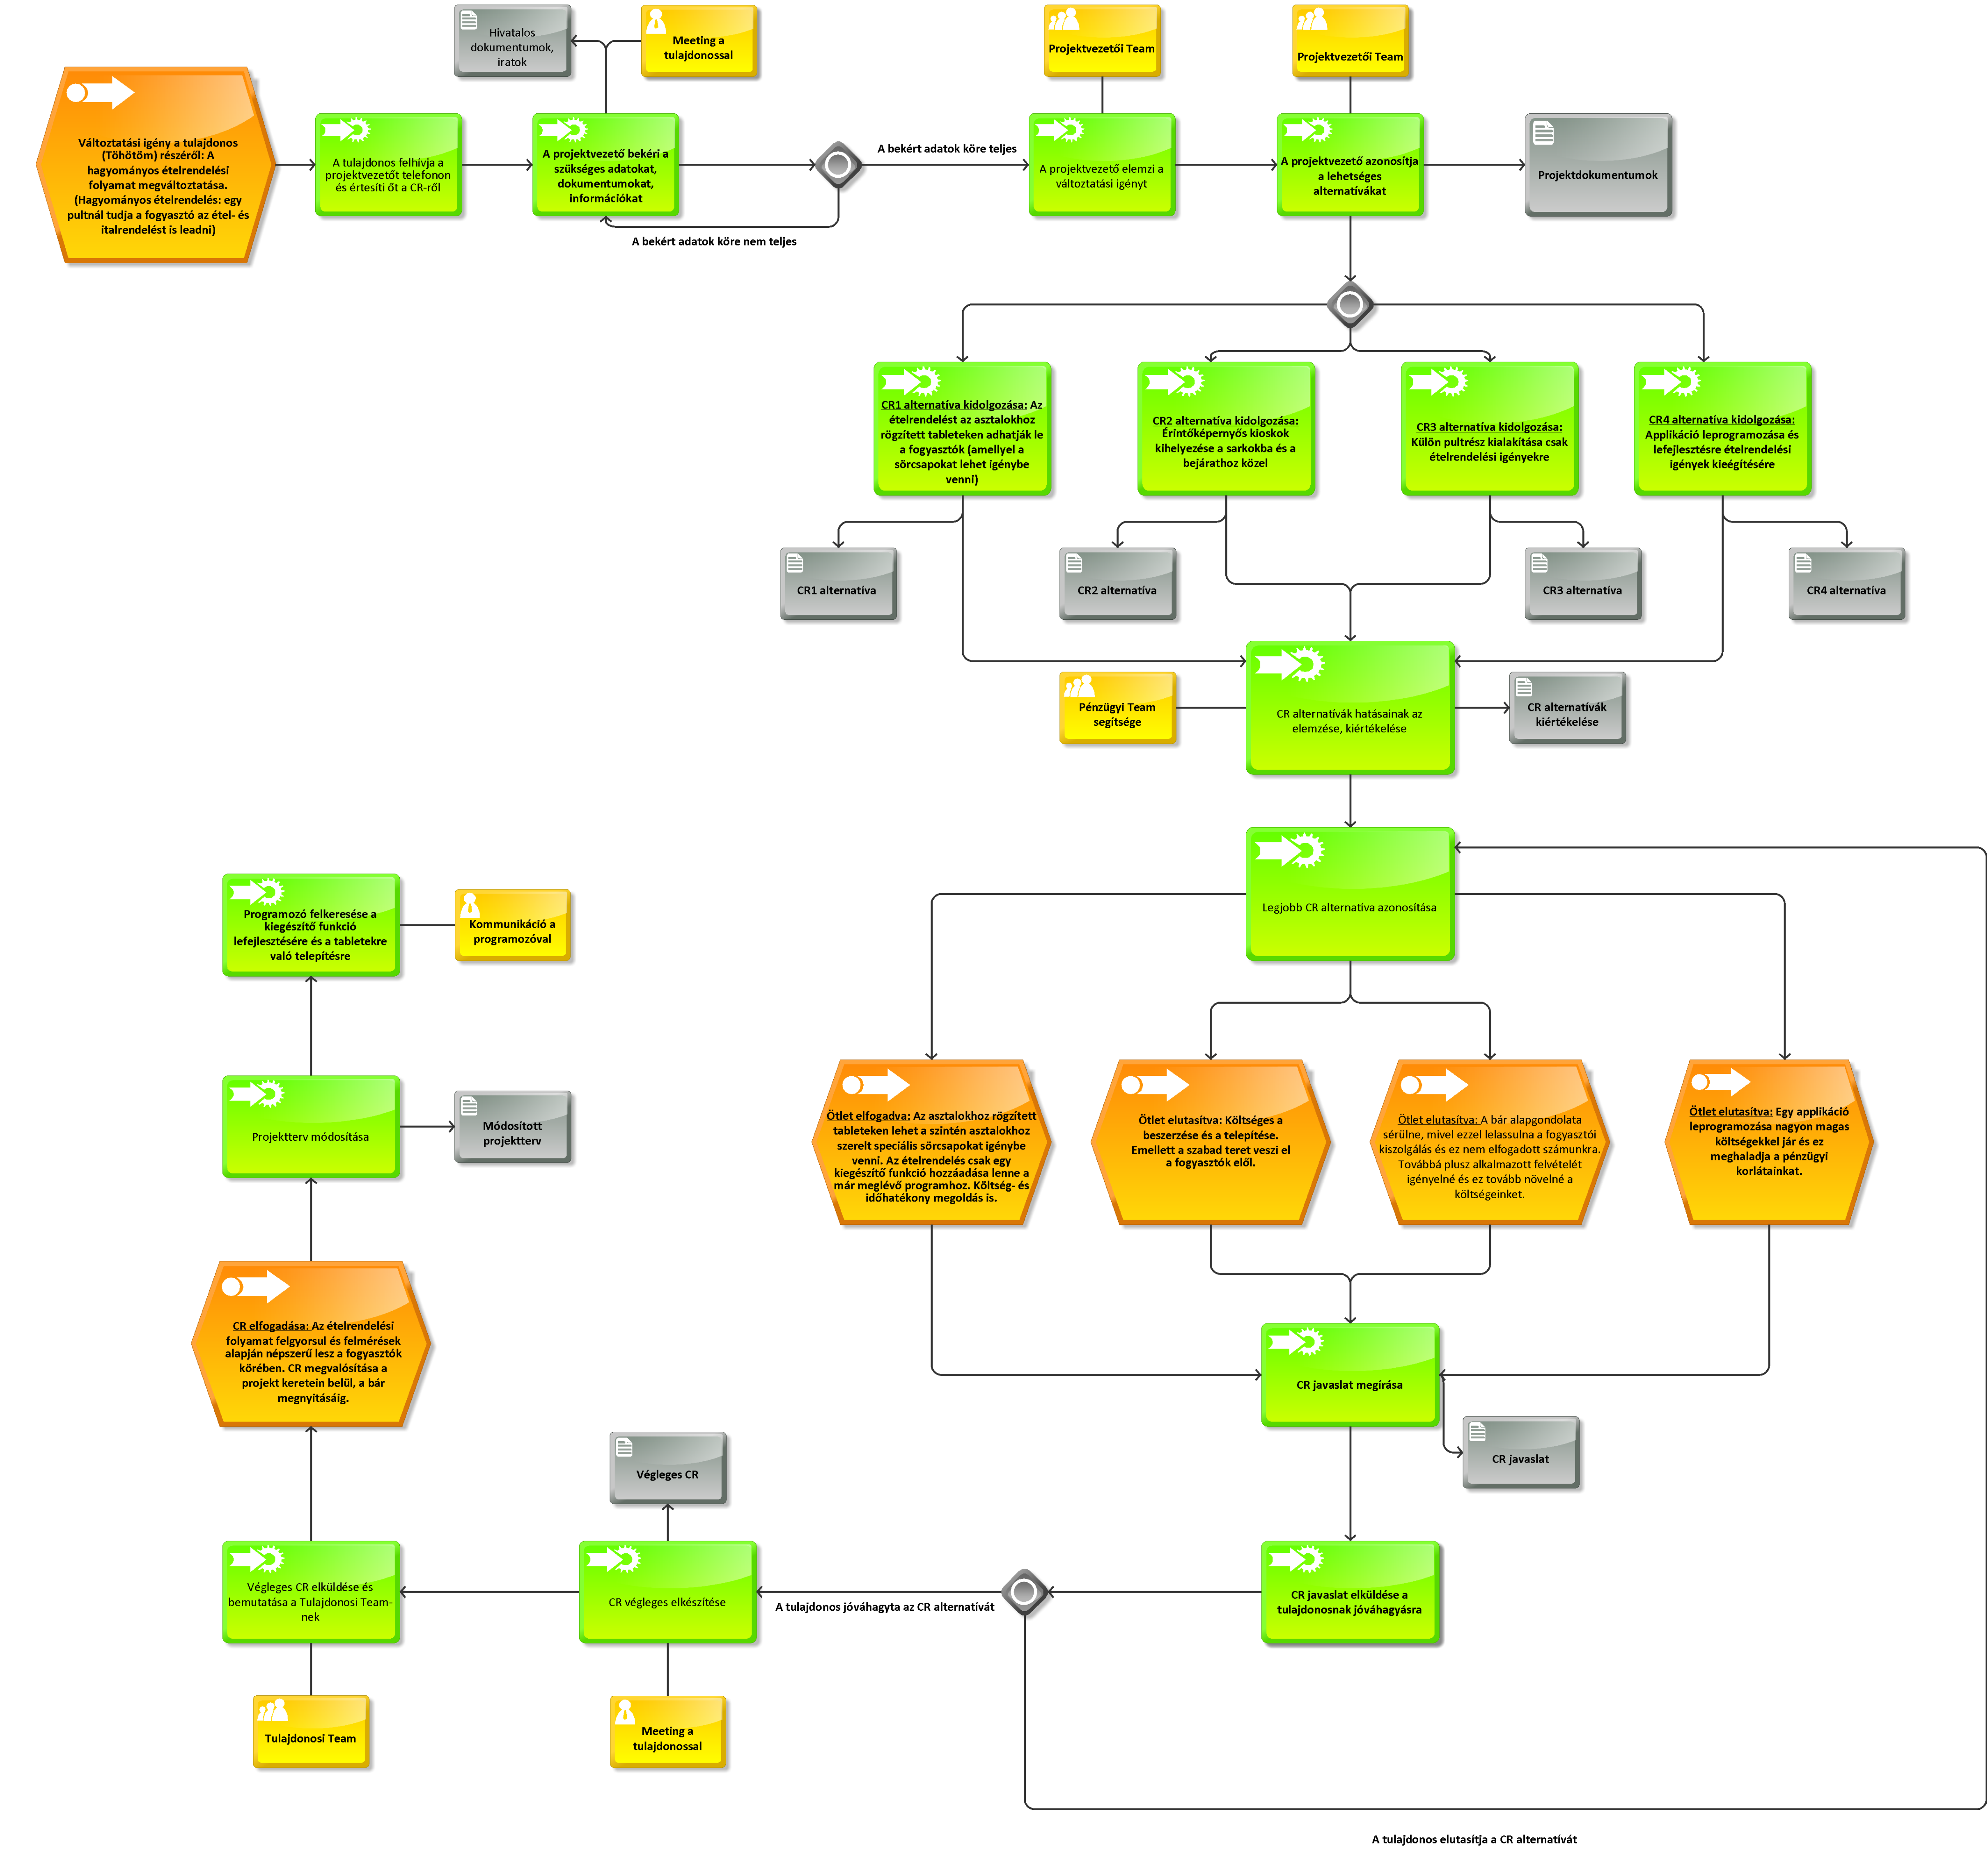 Hivatalos
dokumentumok,
iratok
Meeting a
tulajdonossal
Projektvezetői Team
Projektvezetői Team
Változtatási igény a tulajdonos
(Töhötöm) részéről: A
hagyományos ételrendelési
folyamat megváltoztatása.
(Hagyományos ételrendelés: egy
pultnál tudja a fogyasztó az étel- és
italrendelést is leadni)
A tulajdonos felhívja a
projektvezetőt telefonon
és értesíti őt a CR-ről
A projektvezető bekéri a
szükséges adatokat,
dokumentumokat,
információkat
A bekért adatok köre teljes
A bekért adatok köre nem teljes
A projektvezető elemzi a
változtatási igényt
A projektvezető azonosítja
a lehetséges
alternatívákat
Projektdokumentumok
CR1 alternatíva kidolgozása: Az
ételrendelést az asztalokhoz
rögzített tableteken adhatják le
a fogyasztók (amellyel a
sörcsapokat lehet igénybe
venni)
CR2 alternatíva kidolgozása:
Érintőképernyős kioskok
kihelyezése a sarkokba és a
bejárathoz közel
CR3 alternatíva kidolgozása:
Külön pultrész kialakítása csak
ételrendelési igényekre
CR4 alternatíva kidolgozása:
Applikáció leprogramozása és
lefejlesztésre ételrendelési
igények kieégítésére
CR1 alternatíva
CR2 alternatíva
CR3 alternatíva
CR4 alternatíva
Pénzügyi Team
segítsége
CR alternatívák hatásainak az
elemzése, kiértékelése
CR alternatívák
kiértékelése
Legjobb CR alternatíva azonosítása
Programozó felkeresése a
kiegészítő funkció
lefejlesztésére és a tabletekre
való telepítésre
Kommunikáció a
programozóval
Projektterv módosítása
Módosított
projektterv
Ötlet elfogadva: Az asztalokhoz rögzített
tableteken lehet a szintén asztalokhoz
szerelt speciális sörcsapokat igénybe
venni. Az ételrendelés csak egy
kiegészítő funkció hozzáadása lenne a
már meglévő programhoz. Költség- és
időhatékony megoldás is.
Ötlet elutasítva: Költséges a
beszerzése és a telepítése.
Emellett a szabad teret veszi el
a fogyasztók elől.
Ötlet elutasítva: A bár alapgondolata
sérülne, mivel ezzel lelassulna a fogyasztói
kiszolgálás és ez nem elfogadott számunkra.
Továbbá plusz alkalmazott felvételét
igényelné és ez tovább növelné a
költségeinket.
Ötlet elutasítva: Egy applikáció
leprogramozása nagyon magas
költségekkel jár és ez
meghaladja a pénzügyi
korlátainkat.
CR elfogadása: Az ételrendelési
folyamat felgyorsul és felmérések
alapján népszerű lesz a fogyasztók
körében. CR megvalósítása a
projekt keretein belül, a bár
megnyitásáig.
CR javaslat megírása
CR javaslat
Végleges CR
Végleges CR elküldése és
bemutatása a Tulajdonosi Team-
nek
CR végleges elkészítése
A tulajdonos jóváhagyta az CR alternatívát
CR javaslat elküldése a
tulajdonosnak jóváhagyásra
Tulajdonosi Team
Meeting a
tulajdonossal
A tulajdonos elutasítja a CR alternatívát